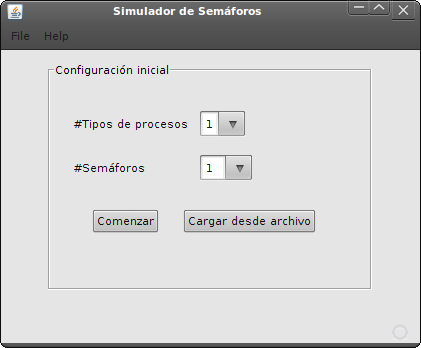 Simulador de Semáforos
File Help
Configuración inicial
#Tipos de procesos 1
#Semáforos 1
Comenzar Cargar desde archivo